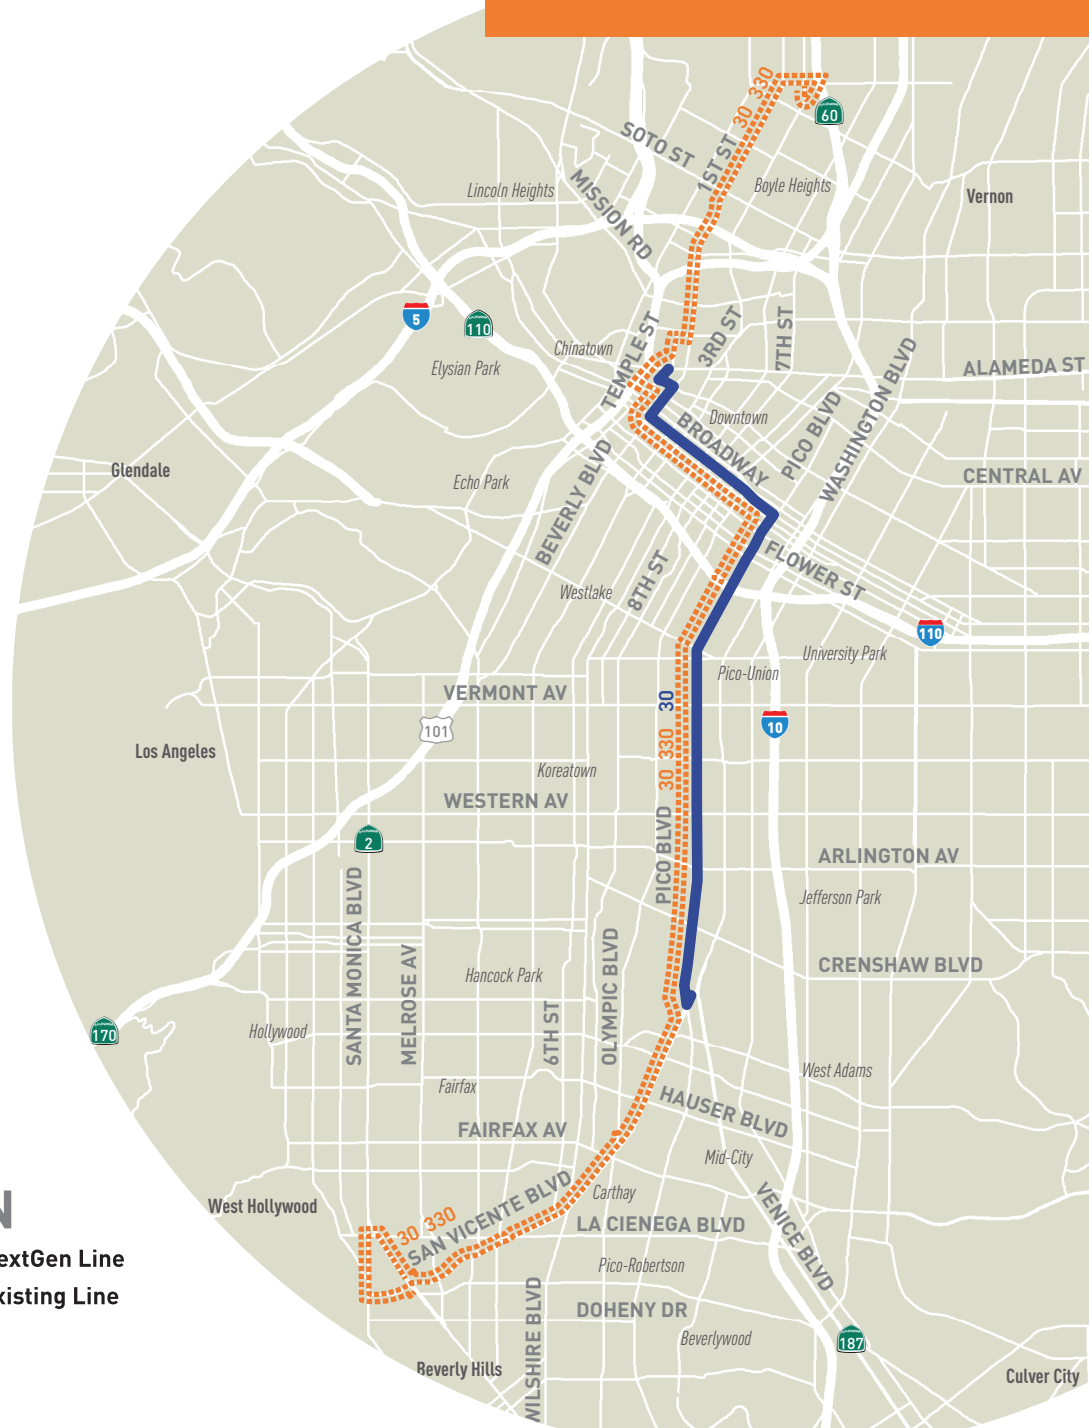 30 330
CALIFORNIA
60
SOTO ST
1ST ST
Boyle Heights
Lincoln Heights
MISSION RD
Vernon
5
110
Chinatown
TEMPLE ST
3RD ST
7TH ST
Elysian Park
ALAMEDA ST
WASHINGTON BLVD
Downtown
BROADWAY
PICO BLVD
Glendale
Echo Park
BEVERLY BLVD
CENTRAL AV
FLOWER ST
Westlake
8TH ST
110
University Park
Pico-Union
VERMONT AV
30
10
101
Los Angeles
30 330
Koreatown
WESTERN AV
2
PICO BLVD
ARLINGTON AV
SANTA MONICA BLVD
Jefferson Park
MELROSE AV
Hancock Park
OLYMPIC BLVD
CRENSHAW BLVD
170
Hollywood
6TH ST
West Adams
Fairfax
HAUSER BLVD
FAIRFAX AV
Mid-City
Carthay
SAN VICENTE BLVD
West Hollywood
30 330
LA CIENEGA BLVD
VENICE BLVD
N
extGen Line
Pico-Robertson
xisting Line
DOHENY DR
WILSHIRE BLVD
Beverlywood
187
Beverly Hills
Culver City